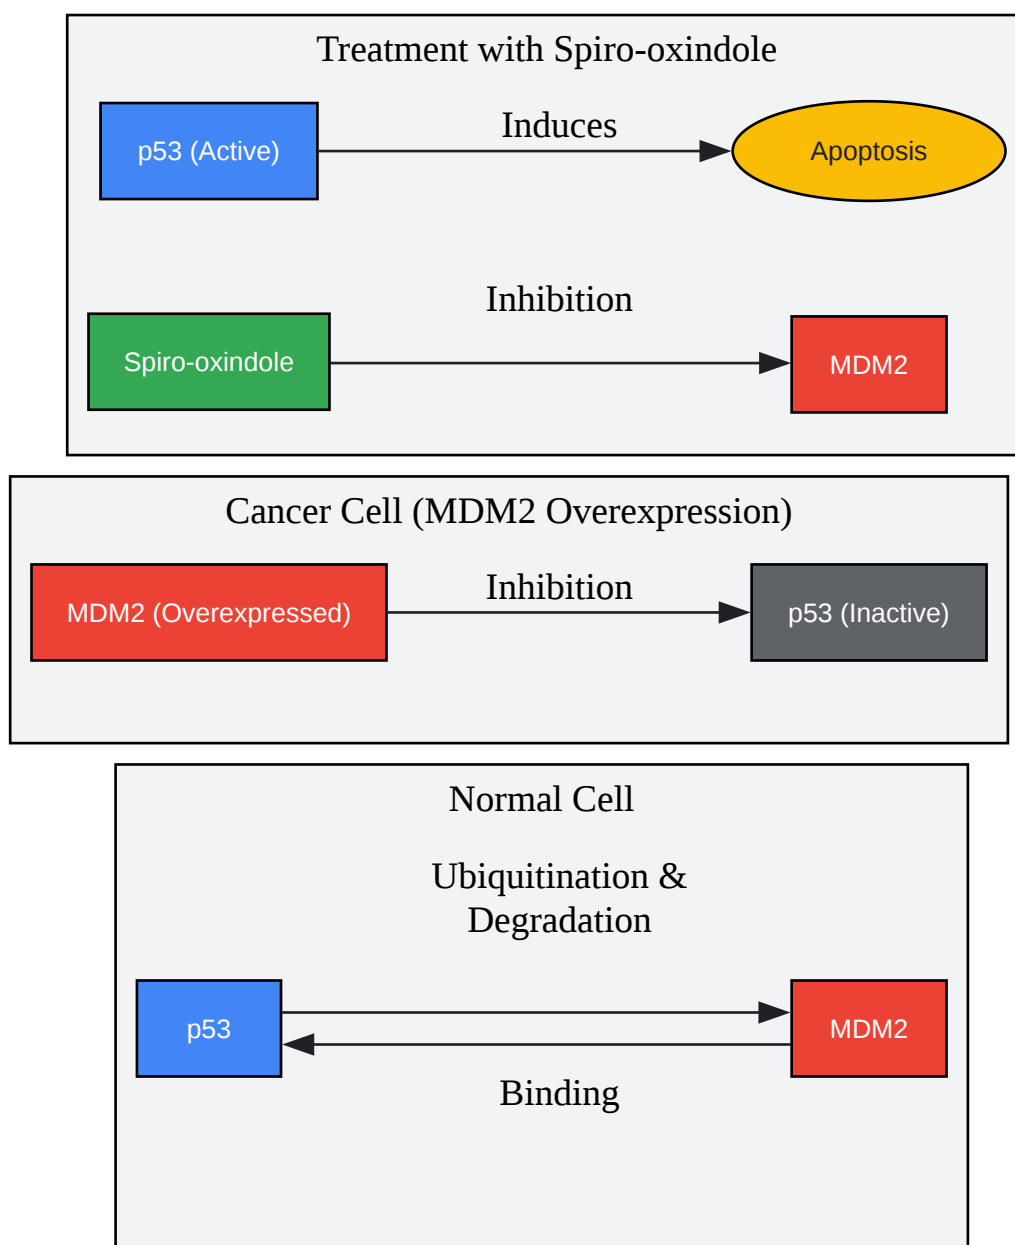 Treatment with Spiro-oxindole
p53 (Active)
Induces
Apoptosis
Spiro-oxindole
Inhibition
MDM2
Cancer Cell (MDM2 Overexpression)
MDM2 (Overexpressed)
Inhibition
p53 (Inactive)
Normal Cell
Ubiquitination &
Degradation
p53
MDM2
Binding